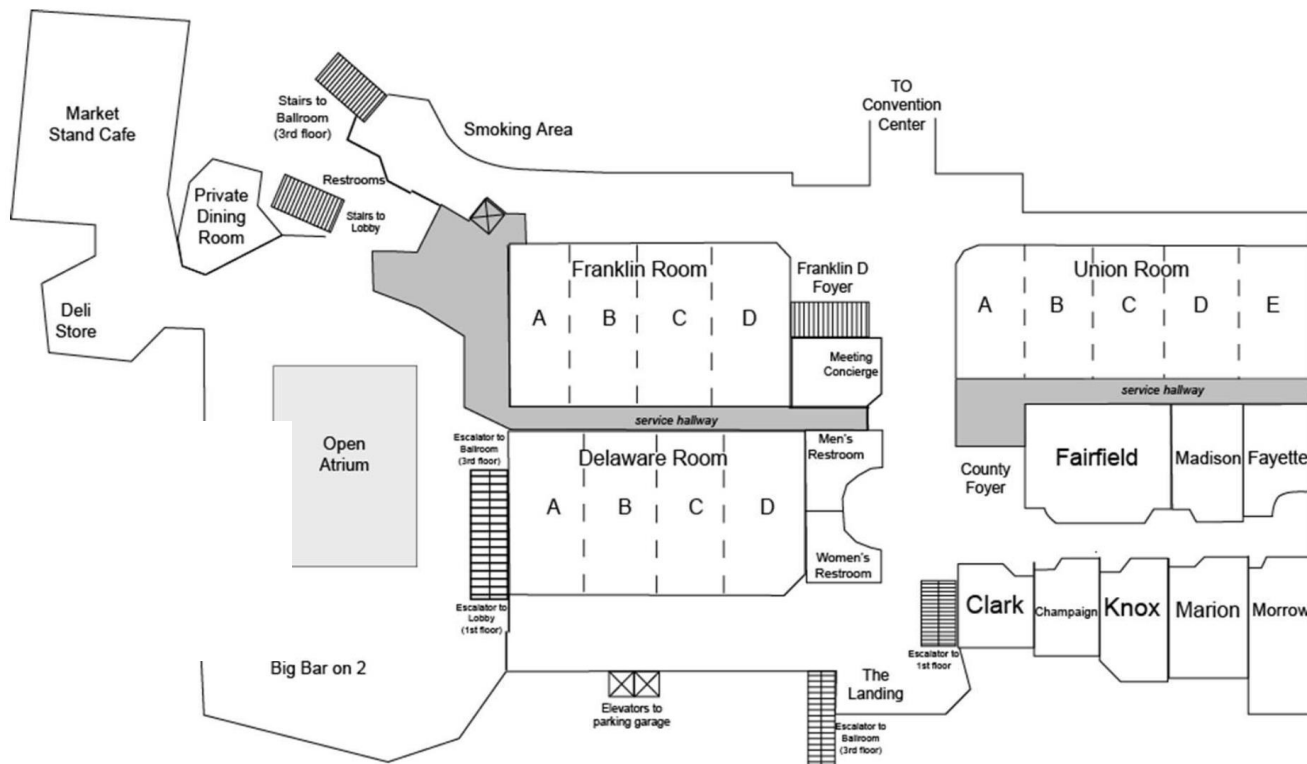 Market
Stand Cafe
Stairs to
Ballroom
(3rd floor)
Smoking Area
TO
Convention
Center
Restrooms
Private
Dining
Room
Stairs to
Lobby
Deli
Store
Franklin Room
A
B
C
D
Franklin D
Foyer
Meeting
Concierge
Union Room
A
B
C
D
E
service hallway
service hallway
Open
Atrium
Escalator to
Ballroom
(3rd floor)
Delaware Room
A
B
C
D
Men's
Restroom
Women's
Restroom
County
Foyer
Fairfield
Madison
Fayette
Escalator to
Lobby
(1st floor)
Clark
Champaign
Knox
Marion
Morrow
Escalator to
1st floor
Big Bar on 2
Elevators to
parking garage
The
Landing
Escalator to
Ballroom
(3rd floor)